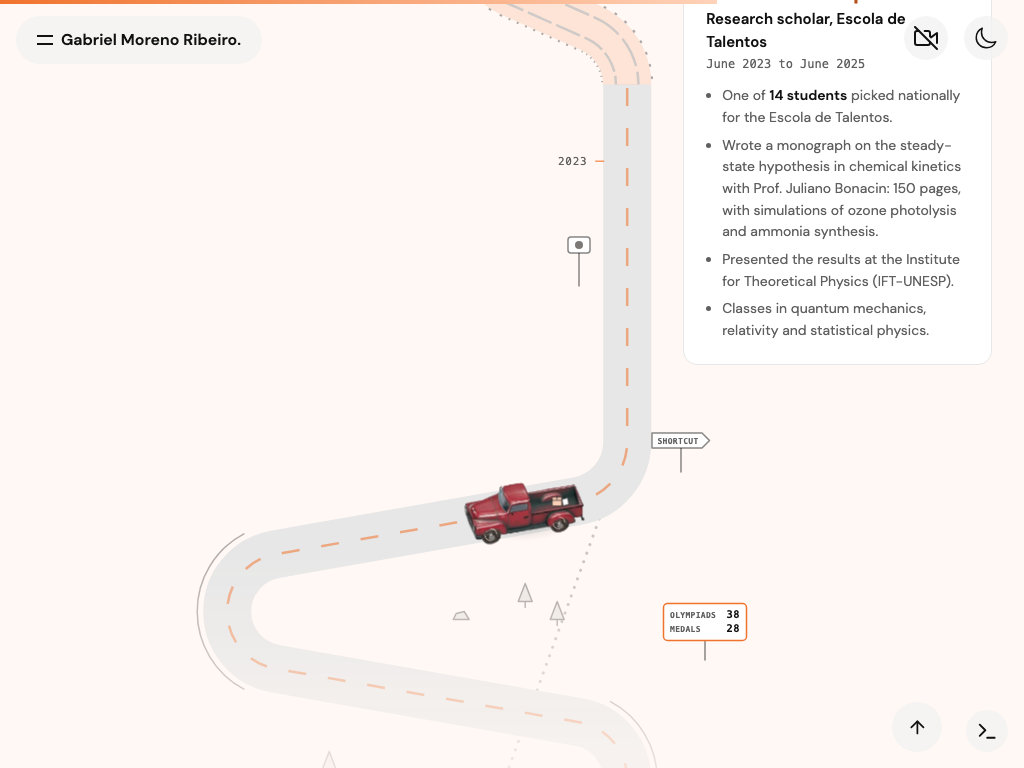 Gabriel Moreno Ribeiro.
Research scholar, Escola de
Talentos
June 2023 to June 2025
One of 14 students picked nationally
for the Escola de Talentos.
Wrote a monograph on the steady-
state hypothesis in chemical kinetics
with Prof. Juliano Bonacin: 150 pages,
with simulations of ozone photolysis
and ammonia synthesis.
Presented the results at the Institute
for Theoretical Physics (IFT-UNESP).
Classes in quantum mechanics,
relativity and statistical physics.
2023
SHORTCUT
OLYMPIADS 38
MEDALS 28